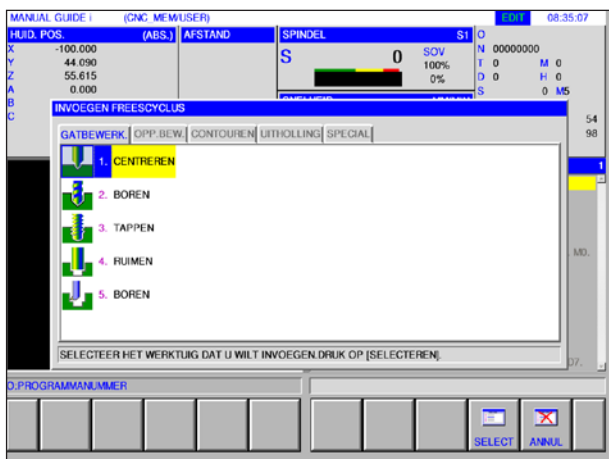 MANUAL GUIDE i (CNC_MEM/USER) EDIT 08:35:07
HUID. POS. (ABS.) AFSTAND SPINDEL S1 O
X -100.000 S 0 SOV N 00000000
Y 44.090 100% T 0 M 0
Z 55.615 0% D 0 H 0
A 0.000 S 0 M5
B
C 54
98
INVOEGEN FREESCYCLUS
GATBEWERK. OPP.BEW. CONTOUREN UITHOLLING SPECIAL
1
1. CENTREREN
2. BOREN
3. TAPPEN
M0.
4. RUIMEN
5. BOREN
SELECTEER HET WERKTUIG DAT U WILT INVOEGEN.DRUK OP [SELECTEREN].
07.
O:PROGRAMMANUMMER
SELECT ANNUL